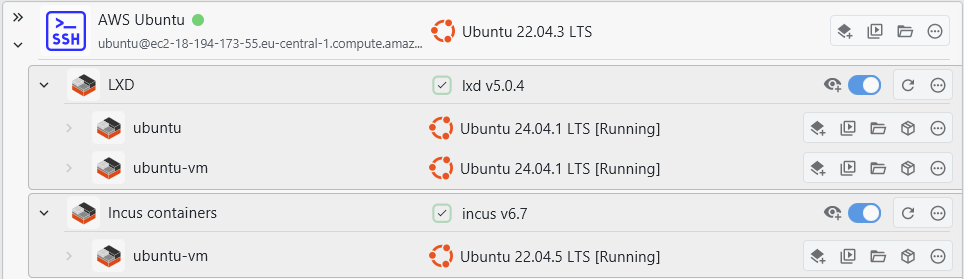 AWS Ubuntu
SSH
ubuntu@ec2-18-194-173-55.eu-central-1.compute.amaz...
Ubuntu 22.04.3 LTS
LXD
lxd v5.0.4
ubuntu
Ubuntu 24.04.1 LTS [Running]
ubuntu-vm
Ubuntu 24.04.1 LTS [Running]
Incus containers
incus v6.7
ubuntu-vm
Ubuntu 22.04.5 LTS [Running]